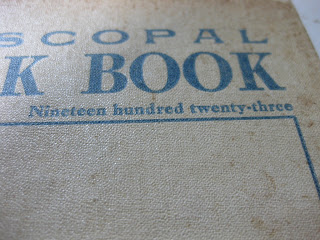 SCOPAL
K BOOK
Nineteen hundred twenty-three